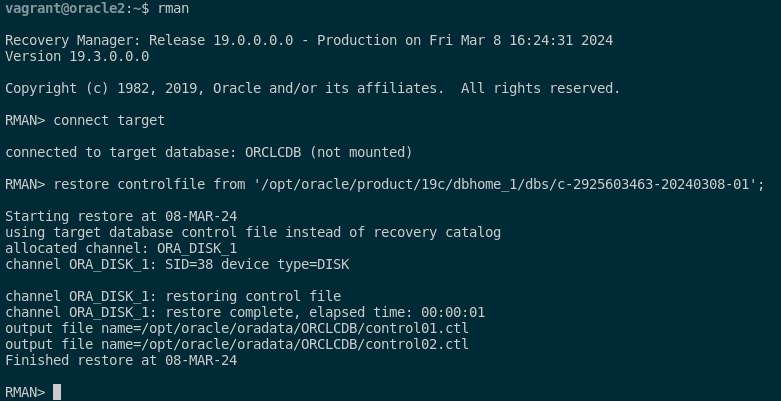 vagrant@oracle2:~$ rman
Recovery Manager: Release 19.0.0.0.0 - Production on Fri Mar 8 16:24:31 2024
Version 19.3.0.0.0
Copyright (c) 1982, 2019, Oracle and/or its affiliates.  All rights reserved.
RMAN> connect target
connected to target database: ORCLCDB (not mounted)
RMAN> restore controlfile from '/opt/oracle/product/19c/dbhome_1/dbs/c-2925603463-20240308-01';
Starting restore at 08-MAR-24
using target database control file instead of recovery catalog
allocated channel: ORA_DISK_1
channel ORA_DISK_1: SID=38 device type=DISK
channel ORA_DISK_1: restoring control file
channel ORA_DISK_1: restore complete, elapsed time: 00:00:01
output file name=/opt/oracle/oradata/ORCLCDB/control01.ctl
output file name=/opt/oracle/oradata/ORCLCDB/control02.ctl
Finished restore at 08-MAR-24
RMAN>